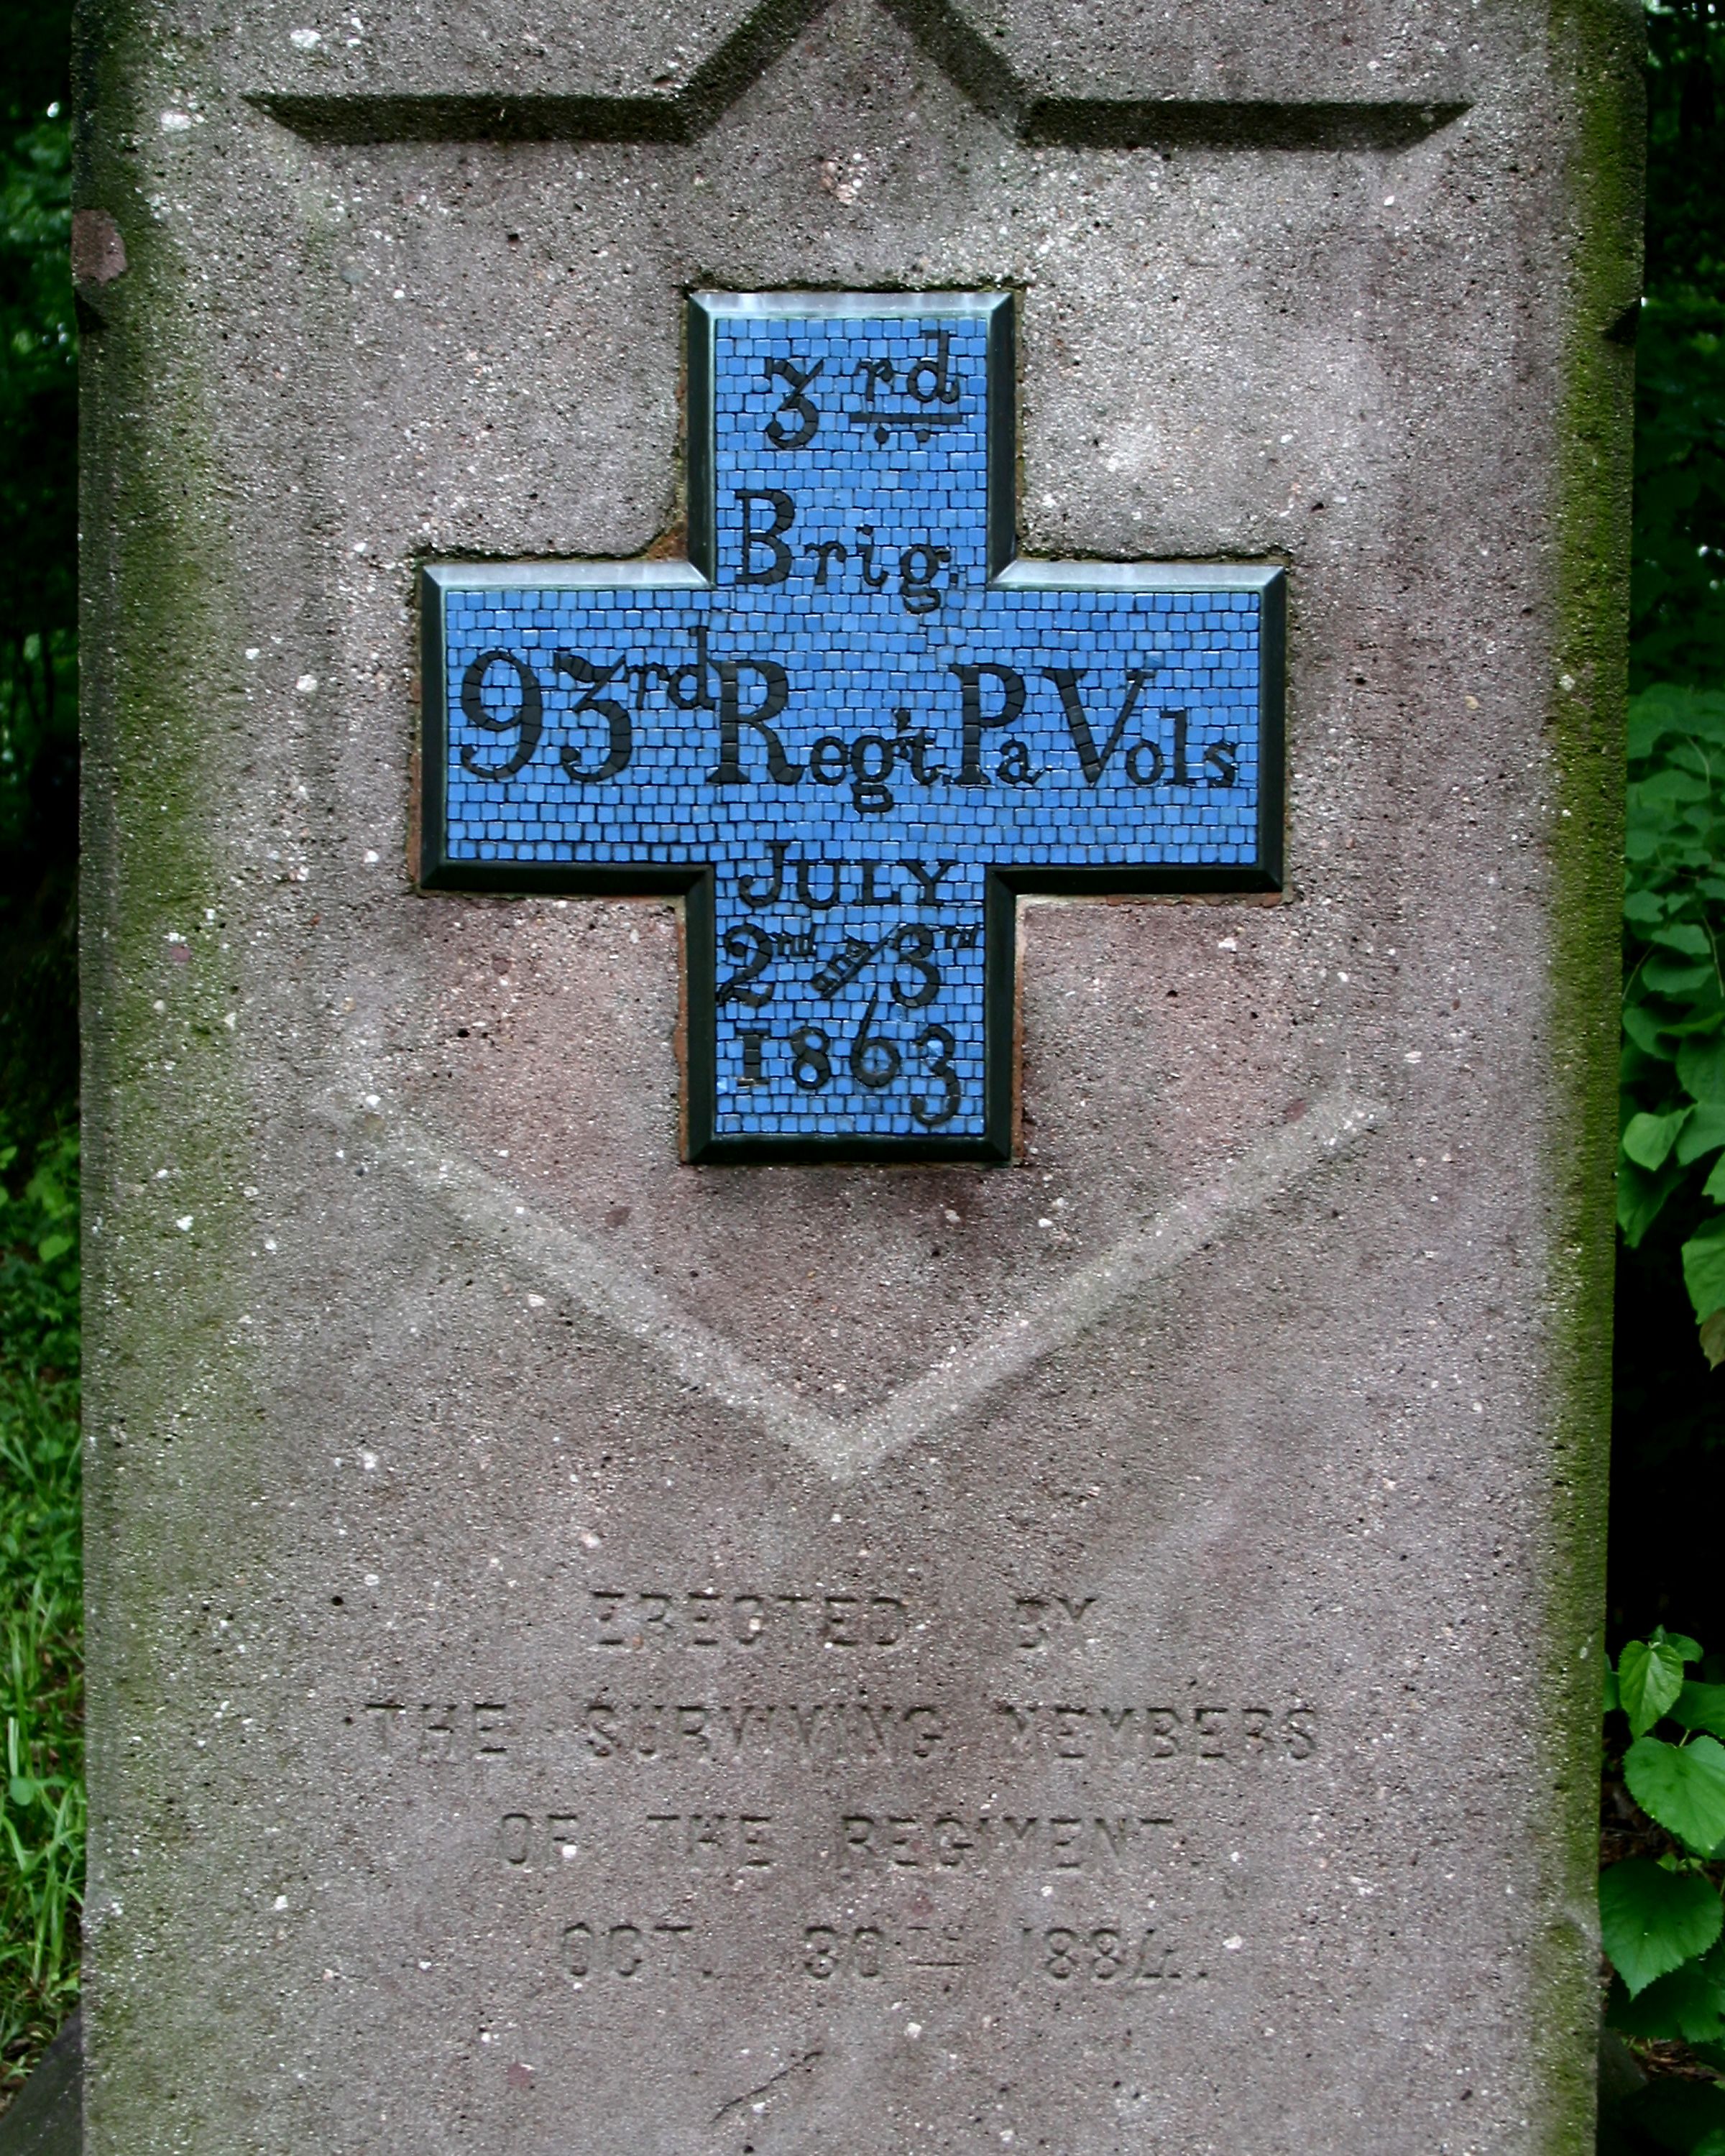 3rd
Brig.
93rd Reg't. Pa Vols
JULY
2nd and 3rd
1863
ERECTED BY
THE SURVIVING MEMBERS
OF THE REGIMENT.
OCT. 30TH 1884.